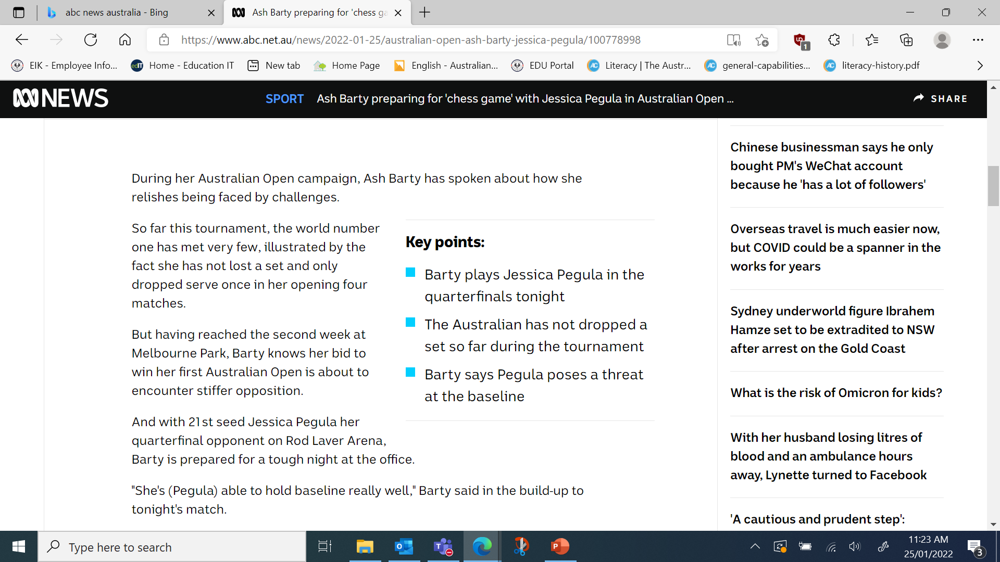 abc news australia - Bing
Ash Barty preparing for 'chess ga
https://www.abc.net.au/news/2022-01-25/australian-open-ash-barty-jessica-pegula/100778998
1
EIK - Employee Info...
edIT
Home - Education IT
New tab
Home Page
English - Australian...
EDU Portal
AC
Literacy | The Austr...
AC
general-capabilities...
AC
literacy-history.pdf
NEWS
SPORT
Ash Barty preparing for 'chess game' with Jessica Pegula in Australian Open ...
SHARE
During her Australian Open campaign, Ash Barty has spoken about how she
relishes being faced by challenges.
So far this tournament, the world number
one has met very few, illustrated by the
fact she has not lost a set and only
dropped serve once in her opening four
matches.
But having reached the second week at
Melbourne Park, Barty knows her bid to
win her first Australian Open is about to
encounter stiffer opposition.
And with 21st seed Jessica Pegula her
quarterfinal opponent on Rod Laver Arena,
Barty is prepared for a tough night at the office.
"She's (Pegula) able to hold baseline really well," Barty said in the build-up to
tonight's match.
Key points:
Barty plays Jessica Pegula in the
quarterfinals tonight
The Australian has not dropped a
set so far during the tournament
Barty says Pegula poses a threat
at the baseline
Chinese businessman says he only
bought PM's WeChat account
because he 'has a lot of followers'
Overseas travel is much easier now,
but COVID could be a spanner in the
works for years
Sydney underworld figure Ibrahem
Hamze set to be extradited to NSW
after arrest on the Gold Coast
What is the risk of Omicron for kids?
With her husband losing litres of
blood and an ambulance hours
away, Lynette turned to Facebook
'A cautious and prudent step':
Type here to search
11:23 AM
25/01/2022
3